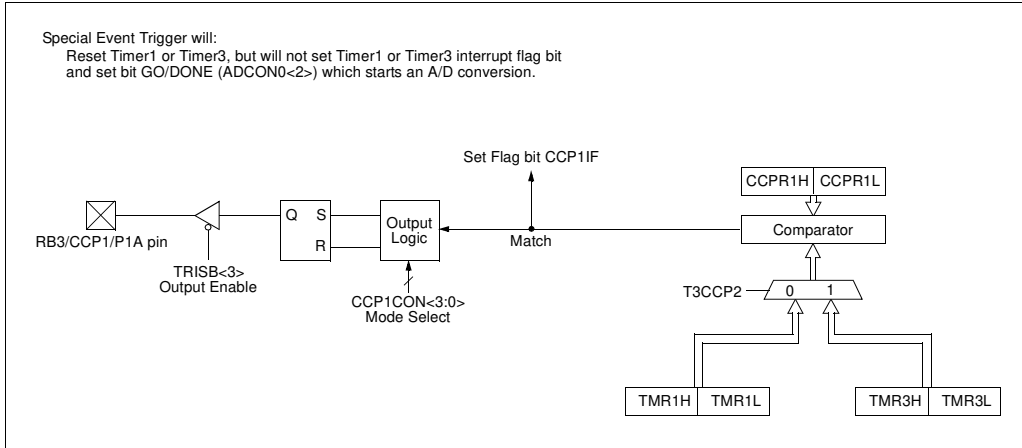 Special Event Trigger will:
Reset Timer1 or Timer3, but will not set Timer1 or Timer3 interrupt flag bit
and set bit GO/DONE (ADCON0<2>) which starts an A/D conversion.
Set Flag bit CCP1IF
CCPR1H CCPR1L
Q S
R
Output
Logic
Comparator
RB3/CCP1/P1A pin
Match
TRISB<3>
Output Enable
CCP1CON<3:0>
Mode Select
T3CCP2
0 1
TMR1H TMR1L
TMR3H TMR3L